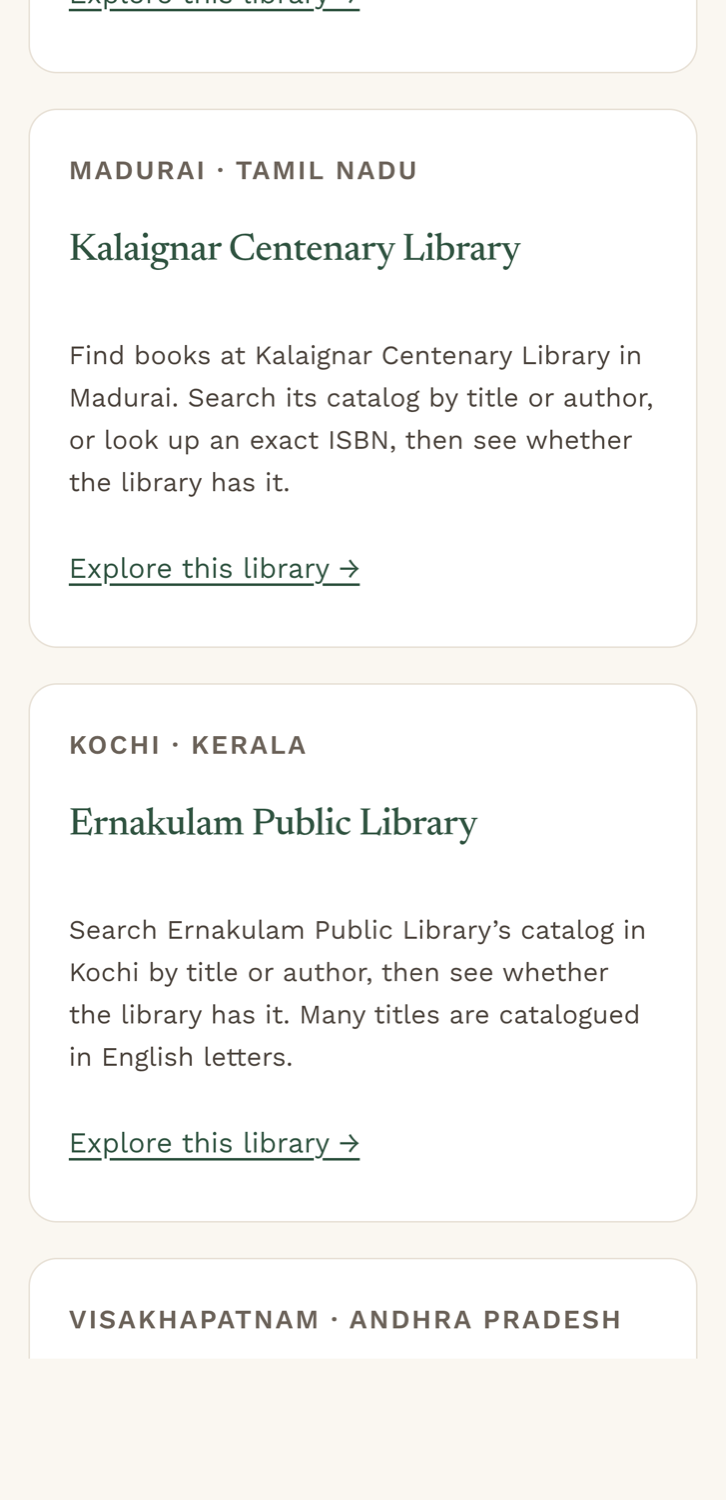 Explore this library →
MADURAI · TAMIL NADU
Kalaignar Centenary Library
Find books at Kalaignar Centenary Library in
Madurai. Search its catalog by title or author,
or look up an exact ISBN, then see whether
the library has it.
Explore this library →
KOCHI · KERALA
Ernakulam Public Library
Search Ernakulam Public Library’s catalog in
Kochi by title or author, then see whether
the library has it. Many titles are catalogued
in English letters.
Explore this library →
VISAKHAPATNAM · ANDHRA PRADESH